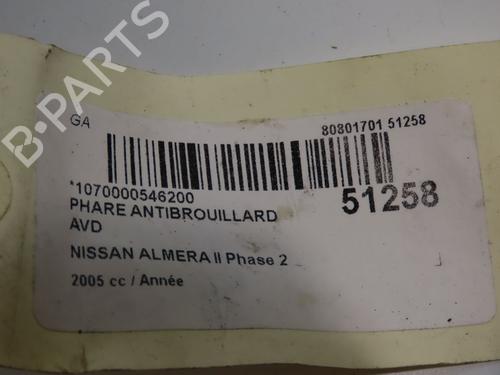 B-PARTS
GA
80801701 51258
*1070000546200
51258
PHARE ANTIBROUILLARD
AVD
NISSAN ALMERA II Phase 2
2005 cc / Année